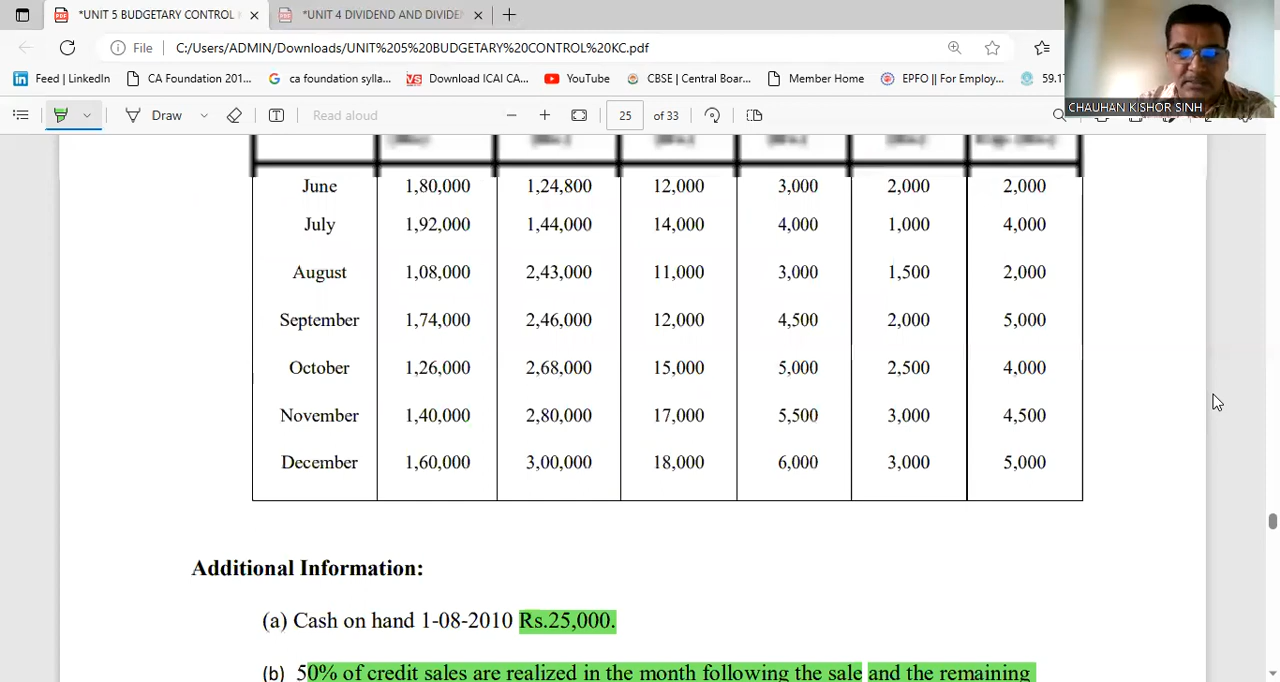 *UNIT 5 BUDGETARY CONTROL
*UNIT 4 DIVIDEND AND DIVIDE
File C:/Users/ADMIN/Downloads/UNIT%205%20BUDGETARY%20CONTROL%20KC.pdf
Feed | LinkedIn CA Foundation 201... ca foundation sylla... Download ICAI CA... YouTube CBSE | Central Boar... Member Home EPFO || For Employ... 59.1
CHAUHAN KISHOR SINH
Draw Read aloud 25 of 33
June 1,80,000 1,24,800 12,000 3,000 2,000 2,000
July 1,92,000 1,44,000 14,000 4,000 1,000 4,000
August 1,08,000 2,43,000 11,000 3,000 1,500 2,000
September 1,74,000 2,46,000 12,000 4,500 2,000 5,000
October 1,26,000 2,68,000 15,000 5,000 2,500 4,000
November 1,40,000 2,80,000 17,000 5,500 3,000 4,500
December 1,60,000 3,00,000 18,000 6,000 3,000 5,000
Additional Information:
(a) Cash on hand 1-08-2010 Rs.25,000.
(b) 50% of credit sales are realized in the month following the sale and the remaining